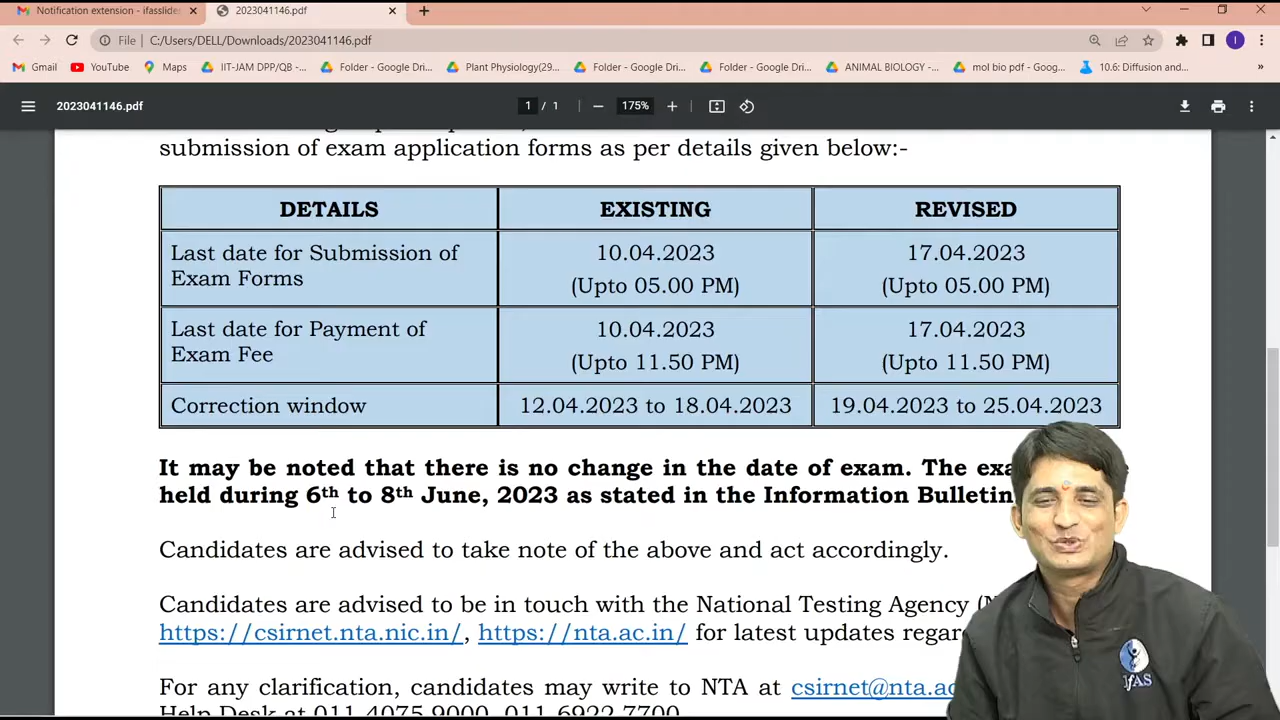 Notification extension - ifasslide
2023041146.pdf
File | C:/Users/DELL/Downloads/2023041146.pdf
I
Gmail YouTube Maps IIT-JAM DPP/QB -... Folder - Google Dri... Plant Physiology(29... Folder - Google Dri... Folder - Google Dri... ANIMAL BIOLOGY -... mol bio pdf - Goog... 10.6: Diffusion and... »
2023041146.pdf 1 / 1 175%
submission of exam application forms as per details given below:-
DETAILS EXISTING REVISED
Last date for Submission of Exam Forms 10.04.2023 (Upto 05.00 PM) 17.04.2023 (Upto 05.00 PM)
Last date for Payment of Exam Fee 10.04.2023 (Upto 11.50 PM) 17.04.2023 (Upto 11.50 PM)
Correction window 12.04.2023 to 18.04.2023 19.04.2023 to 25.04.2023
It may be noted that there is no change in the date of exam. The
held during 6th to 8th June, 2023 as stated in the Information Bulletin
Candidates are advised to take note of the above and act accordingly.
Candidates are advised to be in touch with the National Testing Agency
https://csirnet.nta.nic.in/, https://nta.ac.in/ for latest updates
For any clarification, candidates may write to NTA at csirnet@nta.ac
Help Desk at 011 4075 9000, 011 6922 7700
IFAS